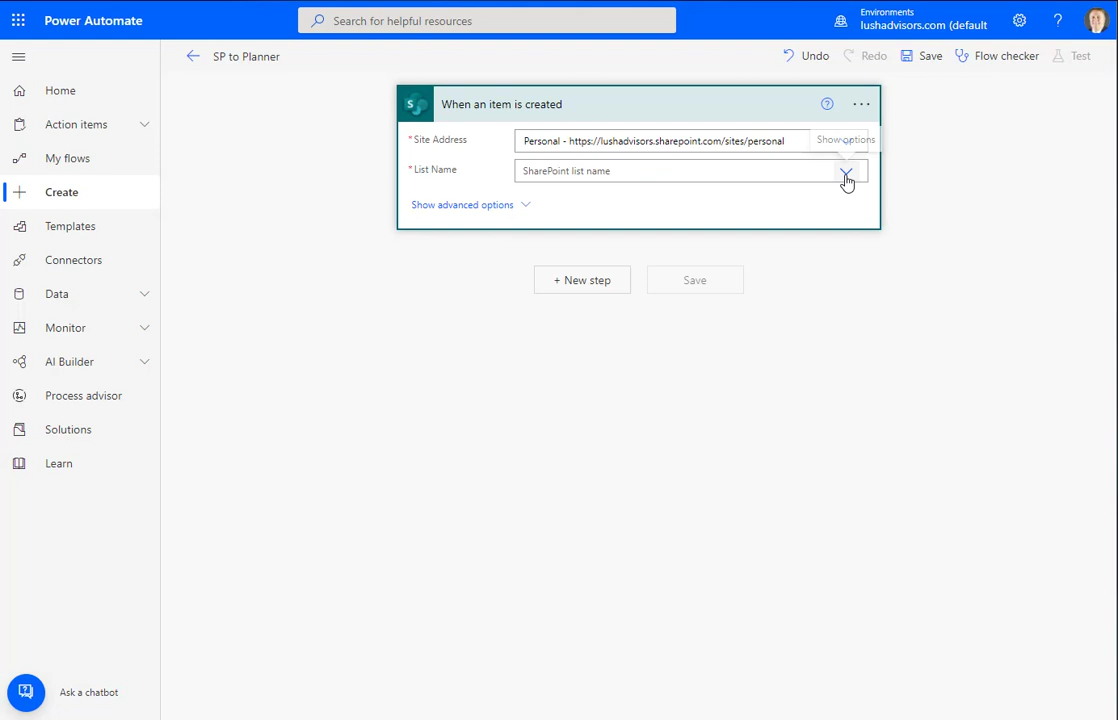 Power Automate
Search for helpful resources
Environments
lushadvisors.com (default
SP to Planner
Undo
Redo
Save
Flow checker
Test
Home
Action items
My flows
Create
Templates
Connectors
Data
Monitor
AI Builder
Process advisor
Solutions
Learn
Ask a chatbot
S
When an item is created
* Site Address
Personal - https://lushadvisors.sharepoint.com/sites/personal
Show options
* List Name
SharePoint list name
Show advanced options
+ New step
Save